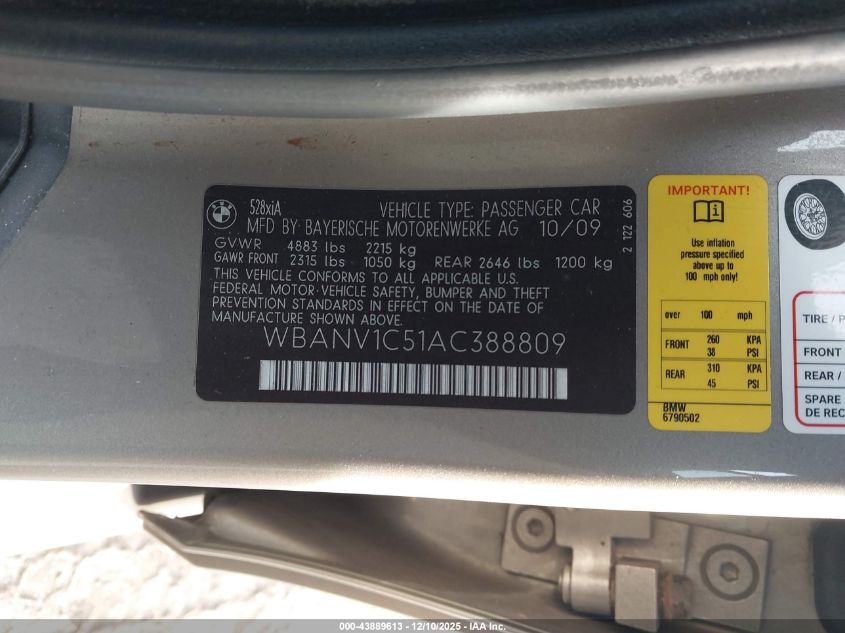 BMW
528xiA
VEHICLE TYPE: PASSENGER CAR
MFD BY: BAYERISCHE MOTORENWERKE AG 10/09
GVWR 4883 lbs 2215 kg
GAWR FRONT 2315 lbs 1050 kg REAR 2646 lbs 1200 kg
THIS VEHICLE CONFORMS TO ALL APPLICABLE U.S.
FEDERAL MOTOR VEHICLE SAFETY, BUMPER AND THEFT
PREVENTION STANDARDS IN EFFECT ON THE DATE OF
MANUFACTURE SHOWN ABOVE.
WBANV1C51AC388809
2 122 606
IMPORTANT!
Use inflation
pressure specified
above up to
100 mph only!
over 100 mph
FRONT 260 KPA
38 PSI
REAR 310 KPA
45 PSI
BMW
6790502
TIRE / P
FRONT
REAR /
SPARE
DE REC
000-43889613 - 12/10/2025 - IAA Inc.